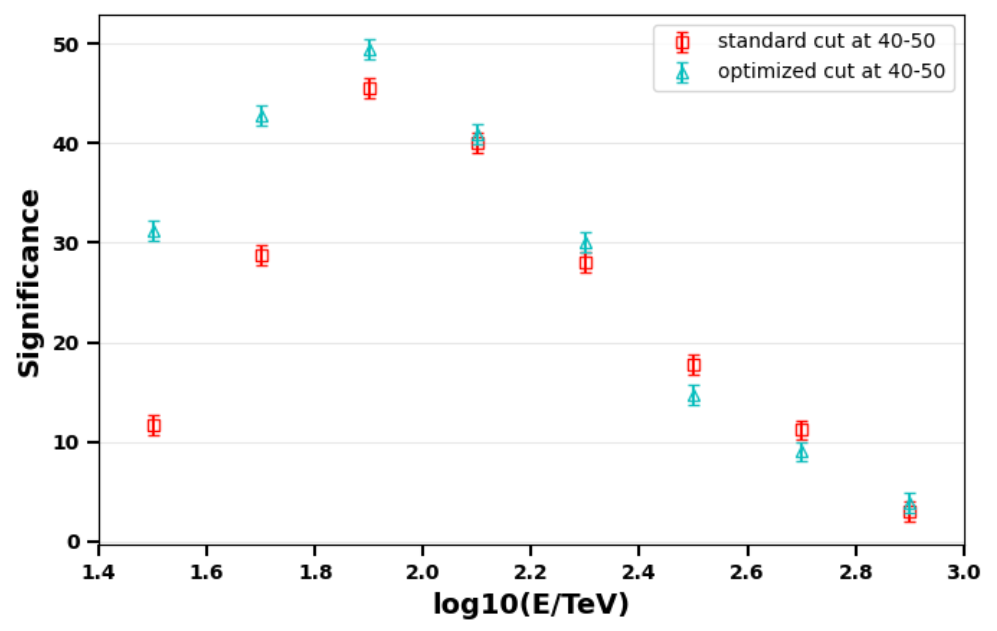 standard cut at 40-50
optimized cut at 40-50
Significance
50
40
30
20
10
0
1.4 1.6 1.8 2.0 2.2 2.4 2.6 2.8 3.0
log10(E/TeV)